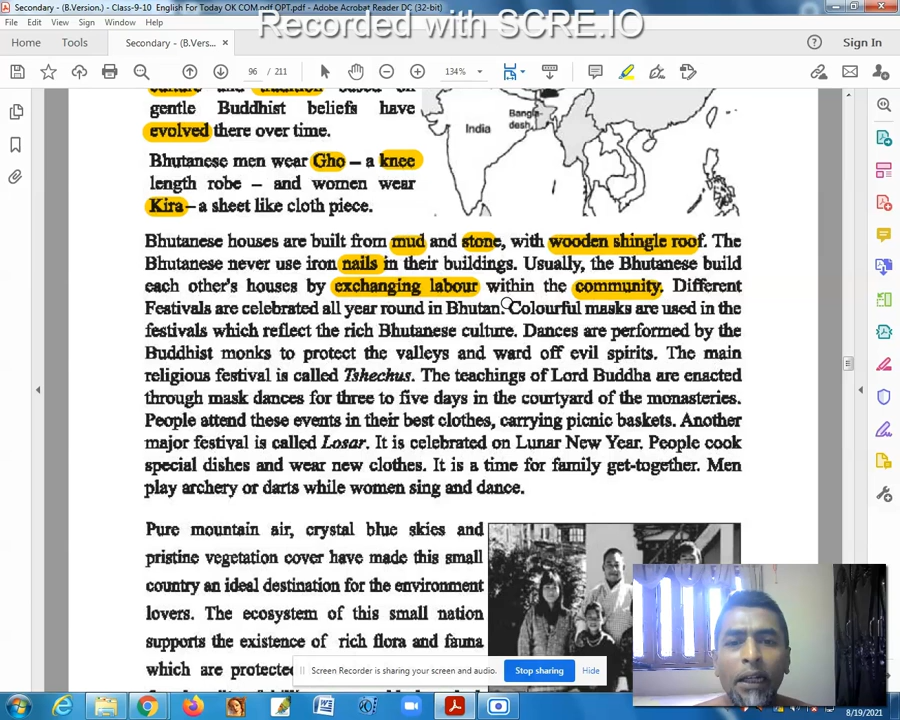 Secondary - (B.Version.) Class-9-10 English For Today OK COM.pdf OPT.pdf - Adobe Acrobat Reader DC (32-bit)
Recorded with SCRE.IO
File Edit View Sign Window Help
Home Tools Secondary - (B.Vers... × Sign In
96 / 211 134%
culture and tradition based on
gentle Buddhist beliefs have
evolved there over time.
India
Bangla-
desh.
Bhutanese men wear Gho – a knee
length robe – and women wear
Kira – a sheet like cloth piece.
Bhutanese houses are built from mud and stone, with wooden shingle roof. The
Bhutanese never use iron nails in their buildings. Usually, the Bhutanese build
each other's houses by exchanging labour within the community. Different
Festivals are celebrated all year round in Bhutan. Colourful masks are used in the
festivals which reflect the rich Bhutanese culture. Dances are performed by the
Buddhist monks to protect the valleys and ward off evil spirits. The main
religious festival is called Tshechus. The teachings of Lord Buddha are enacted
through mask dances for three to five days in the courtyard of the monasteries.
People attend these events in their best clothes, carrying picnic baskets. Another
major festival is called Losar. It is celebrated on Lunar New Year. People cook
special dishes and wear new clothes. It is a time for family get-together. Men
play archery or darts while women sing and dance.
Pure mountain air, crystal blue skies and
pristine vegetation cover have made this small
country an ideal destination for the environment
lovers. The ecosystem of this small nation
supports the existence of rich flora and fauna
which are protected
Screen Recorder is sharing your screen and audio. Stop sharing Hide
8/19/2021